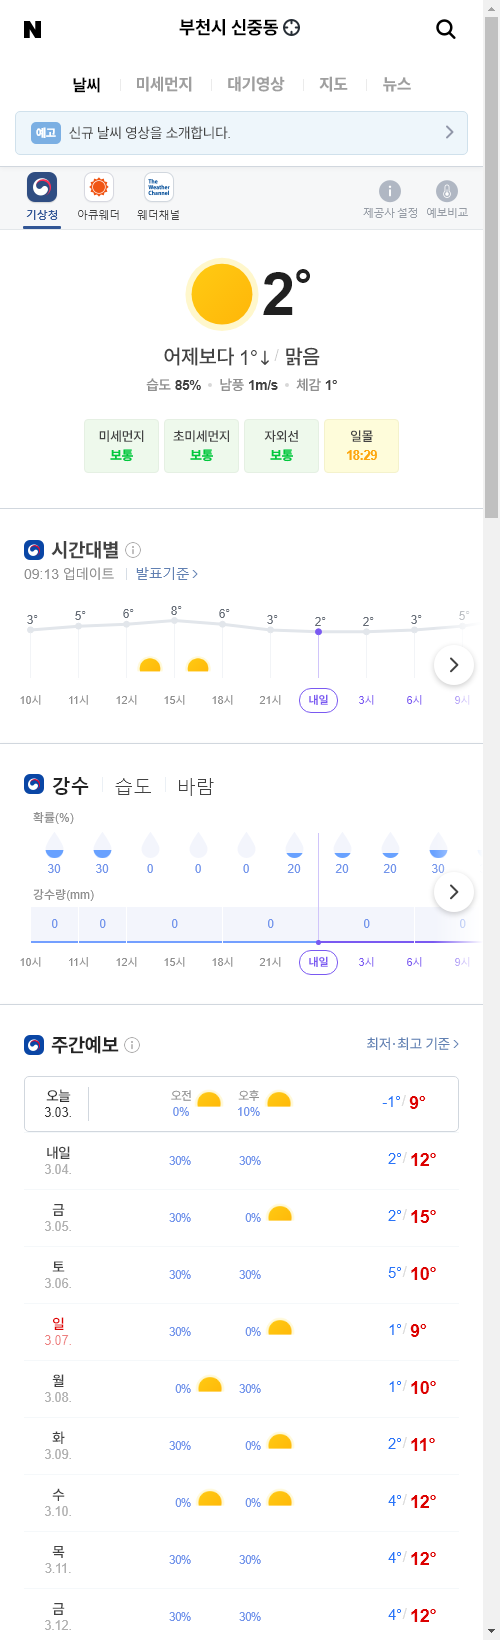 N 부천시 신중동
날씨 미세먼지 대기영상 지도 뉴스
예고 신규 날씨 영상을 소개합니다.
The Weather Channel
기상청 아큐웨더 웨더채널 제공사 설정 예보비교
2°
어제보다 1°↓/ 맑음
습도 85% • 남풍 1m/s • 체감 1°
미세먼지 초미세먼지 자외선 일몰
보통 보통 보통 18:29
시간대별
09:13 업데이트 발표기준 >
3° 5° 6° 8° 6° 3° 2° 2° 3° 5°
10시 11시 12시 15시 18시 21시 내일 3시 6시 9시
강수 습도 바람
확률(%)
30 30 0 0 0 20 20 20 30
강수량(mm)
0 0 0 0 0 0
10시 11시 12시 15시 18시 21시 내일 3시 6시 9시
주간예보 최저·최고 기준 >
오늘 오전 오후
3.03. 0% 10% -1°/ 9°
내일
3.04. 30% 30% 2°/ 12°
금
3.05. 30% 0% 2°/ 15°
토
3.06. 30% 30% 5°/ 10°
일
3.07. 30% 0% 1°/ 9°
월
3.08. 0% 30% 1°/ 10°
화
3.09. 30% 0% 2°/ 11°
수
3.10. 0% 0% 4°/ 12°
목
3.11. 30% 30% 4°/ 12°
금
3.12. 30% 30% 4°/ 12°